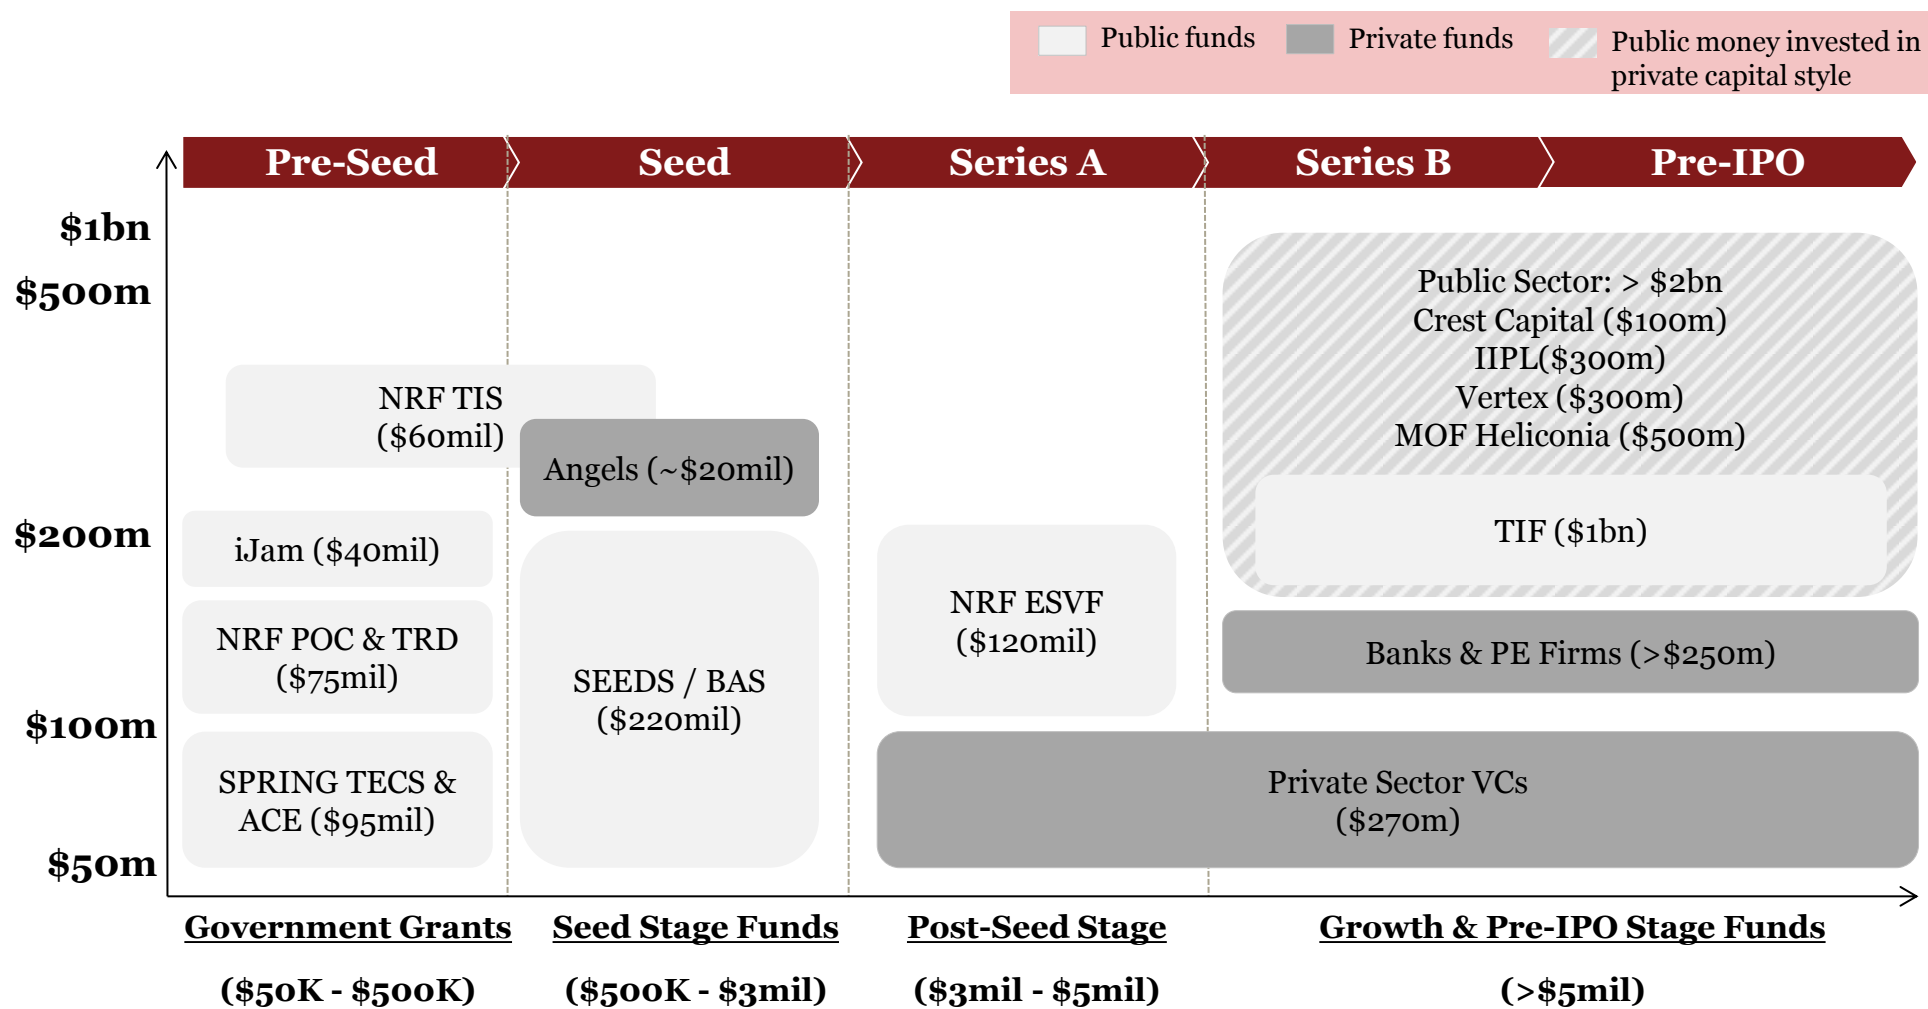 Public funds
Private funds
Public money invested in
private capital style
Pre-Seed
Seed
Series A
Series B
Pre-IPO
$1bn
$500m
$200m
$100m
$50m
NRF TIS
($60mil)
Angels (~$20mil)
iJam ($40mil)
NRF POC & TRD
($75mil)
SPRING TECS &
ACE ($95mil)
SEEDS / BAS
($220mil)
NRF ESVF
($120mil)
Public Sector: > $2bn
Crest Capital ($100m)
IIPL($300m)
Vertex ($300m)
MOF Heliconia ($500m)
TIF ($1bn)
Banks & PE Firms (>$250m)
Private Sector VCs
($270m)
Government Grants
($50K - $500K)
Seed Stage Funds
($500K - $3mil)
Post-Seed Stage
($3mil - $5mil)
Growth & Pre-IPO Stage Funds
(>$5mil)